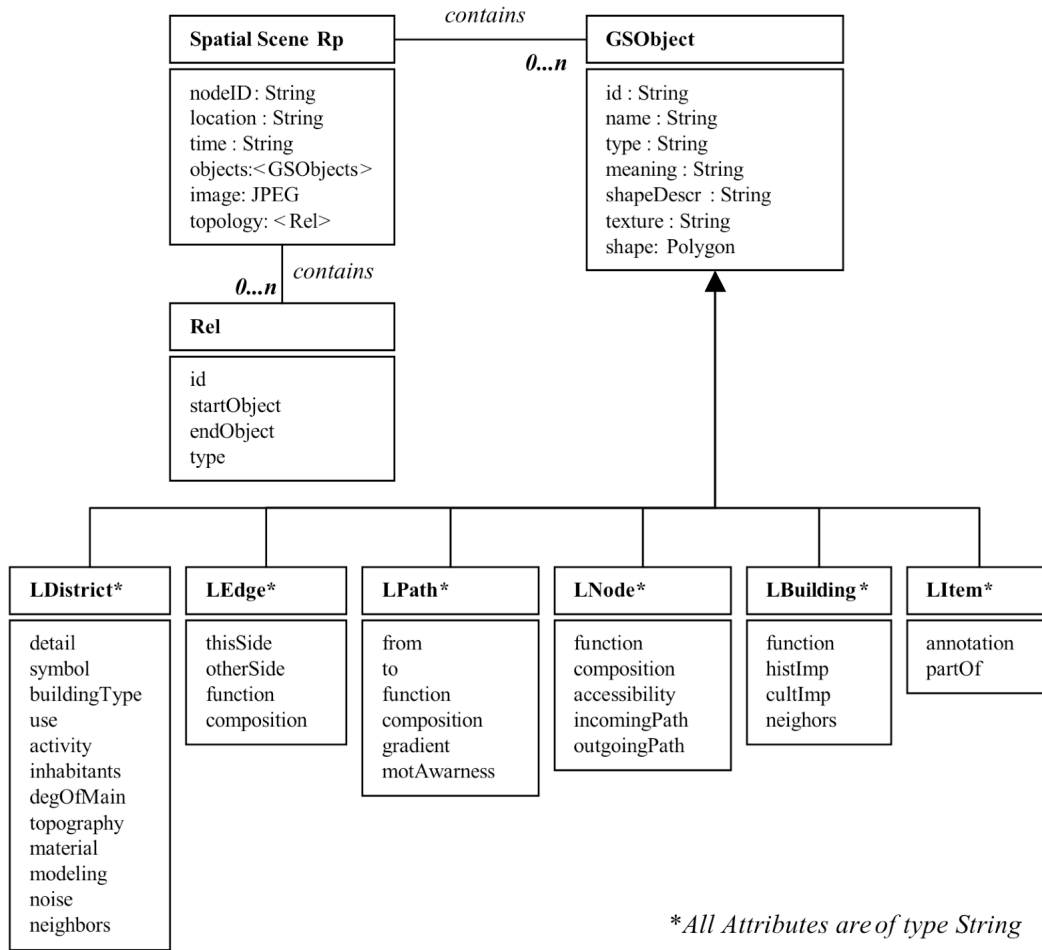 contains
Spatial Scene Rp
GSObject
0...n
nodeID : String
location : String
time : String
objects:<GSObjects>
image: JPEG
topology: <Rel>
id : String
name : String
type : String
meaning : String
shapeDescr : String
texture : String
shape: Polygon
contains
0...n
Rel
id
startObject
endObject
type
LDistrict*
detail
symbol
buildingType
use
activity
inhabitants
degOfMain
topography
material
modeling
noise
neighbors
LEdge*
thisSide
otherSide
function
composition
LPath*
from
to
function
composition
gradient
motAwarness
LNode*
function
composition
accessibility
incomingPath
outgoingPath
LBuilding*
function
histImp
cultImp
neighors
LItem*
annotation
partOf
*All Attributes are of type String